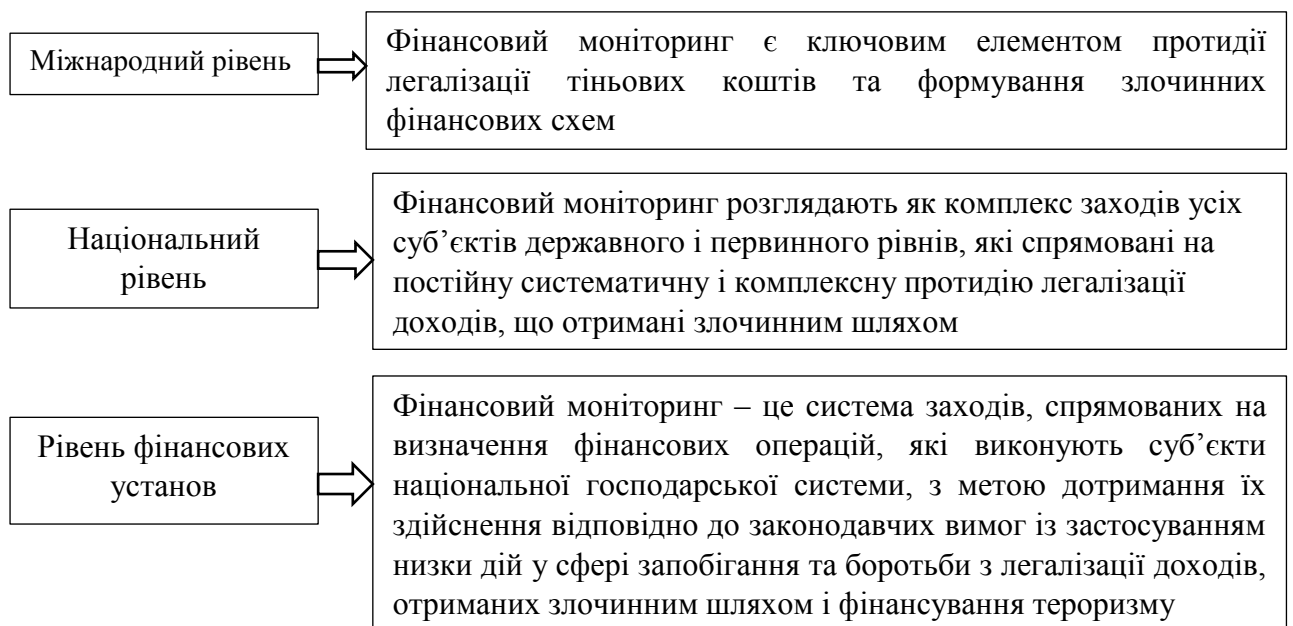 Міжнародний рівень
Фінансовий моніторинг є ключовим елементом протидії
легалізації тіньових коштів та формування злочинних
фінансових схем
Національний
рівень
Фінансовий моніторинг розглядають як комплекс заходів усіх
суб’єктів державного і первинного рівнів, які спрямовані на
постійну систематичну і комплексну протидію легалізації
доходів, що отримані злочинним шляхом
Рівень фінансових
установ
Фінансовий моніторинг – це система заходів, спрямованих на
визначення фінансових операцій, які виконують суб’єкти
національної господарської системи, з метою дотримання їх
здійснення відповідно до законодавчих вимог із застосуванням
низки дій у сфері запобігання та боротьби з легалізації доходів,
отриманих злочинним шляхом і фінансування тероризму